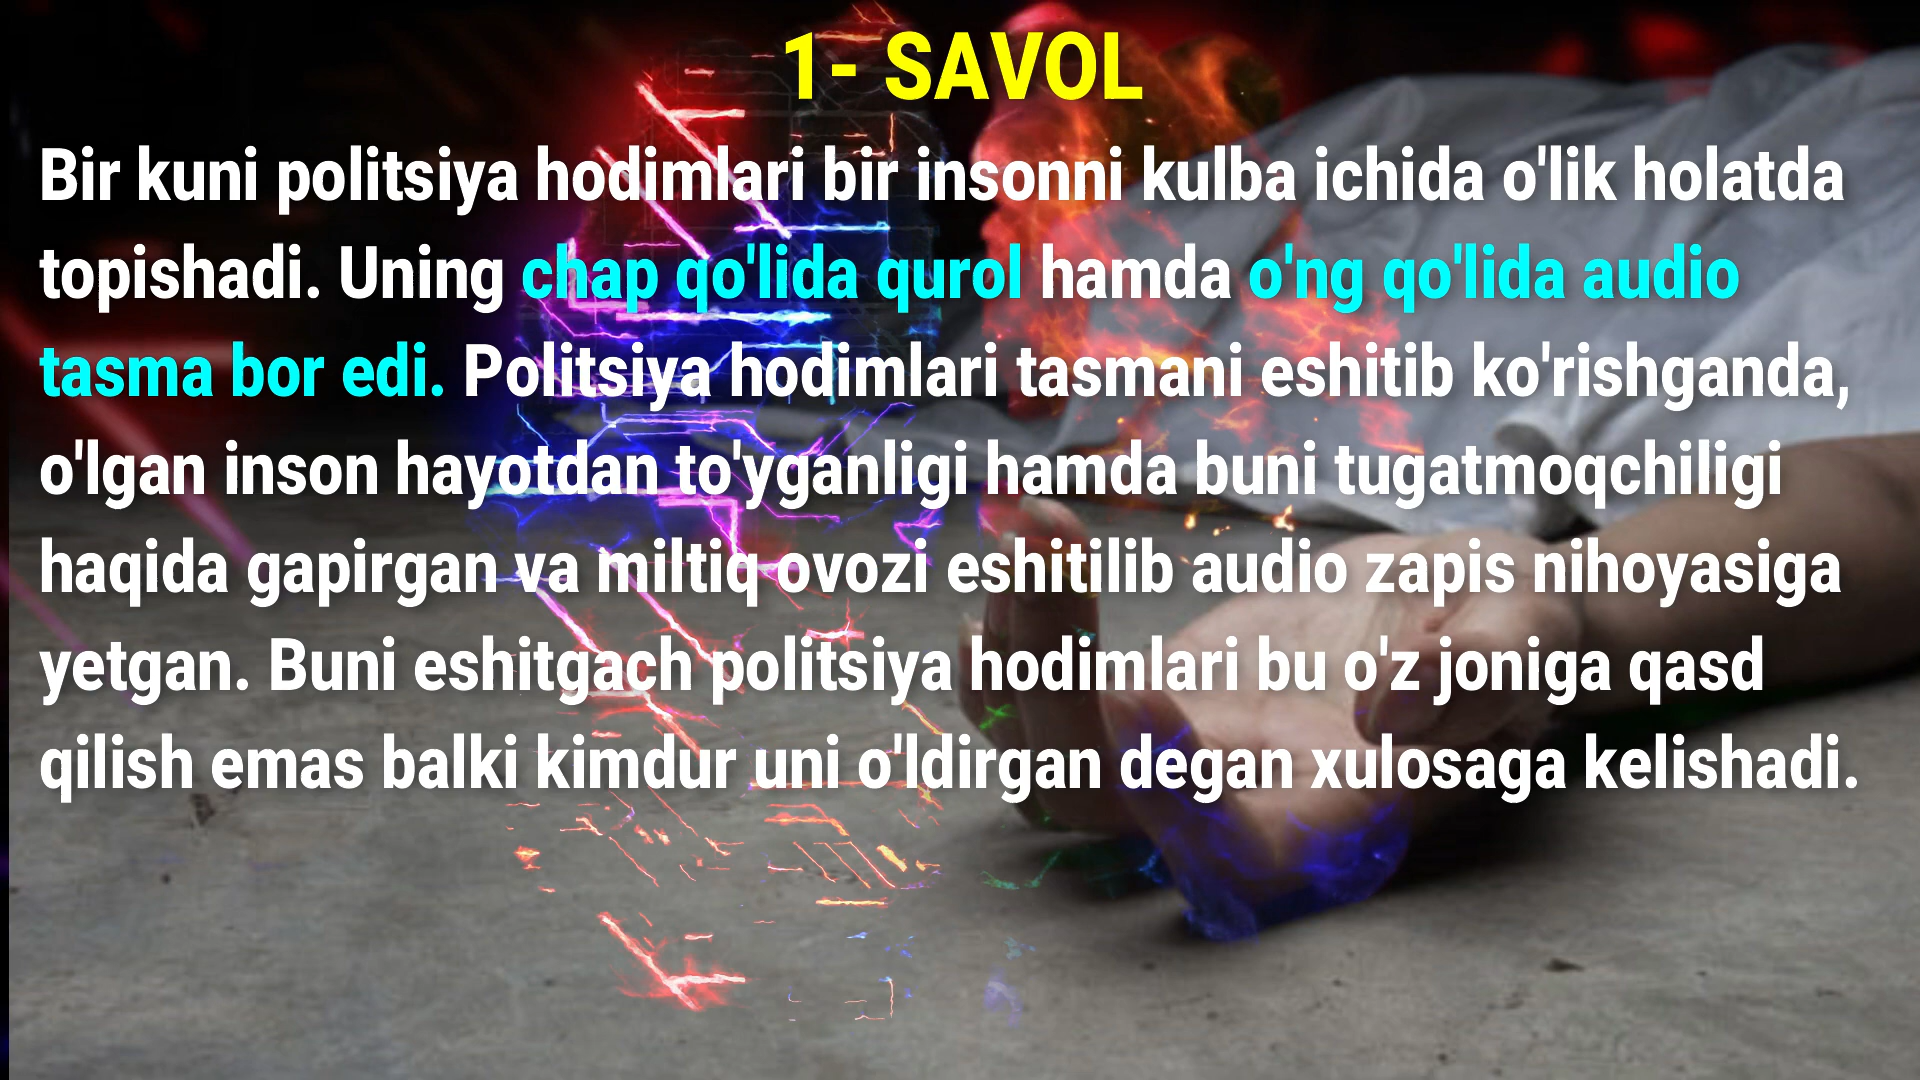 1- SAVOL
Bir kuni politsiya hodimlari bir insonni kulba ichida o'lik holatda
topishadi. Uning chap qo'lida qurol hamda o'ng qo'lida audio
tasma bor edi. Politsiya hodimlari tasmani eshitib ko'rishganda,
o'lgan inson hayotdan to'yganligi hamda buni tugatmoqchiligi
haqida gapirgan va miltiq ovozi eshitilib audio zapis nihoyasiga
yetgan. Buni eshitgach politsiya hodimlari bu o'z joniga qasd
qilish emas balki kimdur uni o'ldirgan degan xulosaga kelishadi.